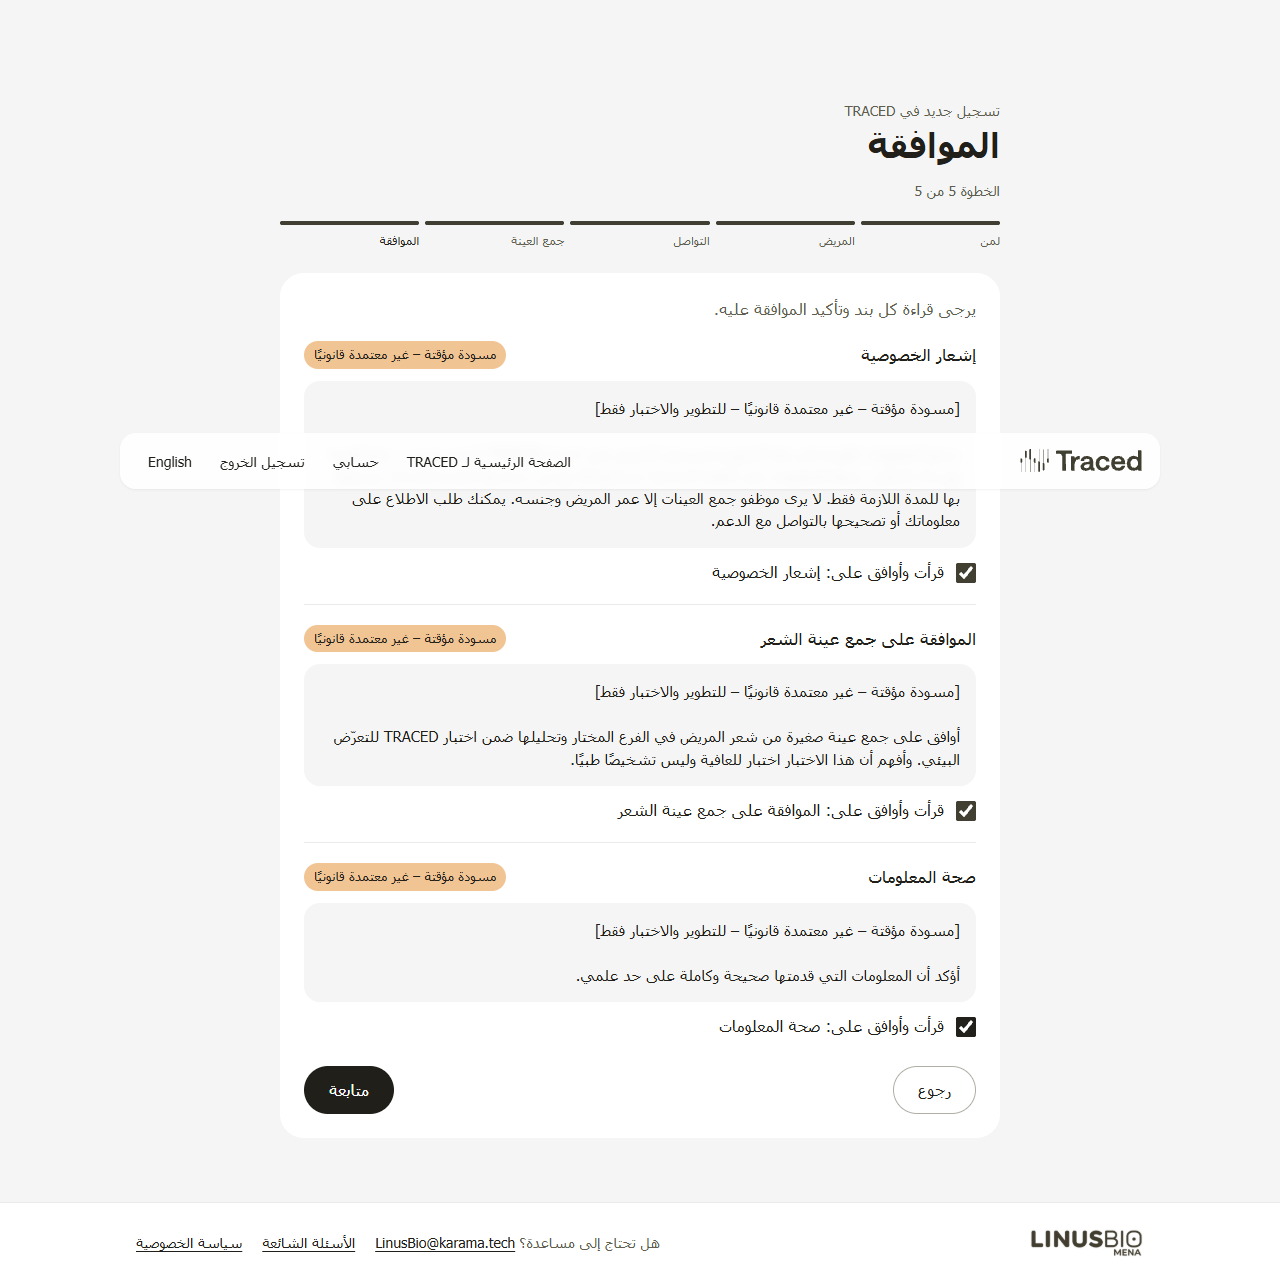 تسجيل جديد في TRACED
الموافقة
الخطوة 5 من 5
لمن
المريض
التواصل
جمع العينة
الموافقة
يرجى قراءة كل بند وتأكيد الموافقة عليه.
إشعار الخصوصية
مسودة مؤقتة – غير معتمدة قانونيًا
[مسودة مؤقتة – غير معتمدة قانونيًا – للتطوير والاختبار فقط]
Traced
الصفحة الرئيسية لـ TRACED
حسابي
تسجيل الخروج
English
بها للمدة اللازمة فقط. لا يرى موظفو جمع العينات إلا عمر المريض وجنسه. يمكنك طلب الاطلاع على
معلوماتك أو تصحيحها بالتواصل مع الدعم.
قرأت وأوافق على: إشعار الخصوصية
الموافقة على جمع عينة الشعر
مسودة مؤقتة – غير معتمدة قانونيًا
[مسودة مؤقتة – غير معتمدة قانونيًا – للتطوير والاختبار فقط]
أوافق على جمع عينة صغيرة من شعر المريض في الفرع المختار وتحليلها ضمن اختبار TRACED للتعرّض
البيئي. وأفهم أن هذا الاختبار اختبار للعافية وليس تشخيصًا طبيًا.
قرأت وأوافق على: الموافقة على جمع عينة الشعر
صحة المعلومات
مسودة مؤقتة – غير معتمدة قانونيًا
[مسودة مؤقتة – غير معتمدة قانونيًا – للتطوير والاختبار فقط]
أؤكد أن المعلومات التي قدمتها صحيحة وكاملة على حد علمي.
قرأت وأوافق على: صحة المعلومات
رجوع
متابعة
LINUSBIO
MENA
هل تحتاج إلى مساعدة؟ LinusBio@karama.tech
الأسئلة الشائعة
سياسة الخصوصية